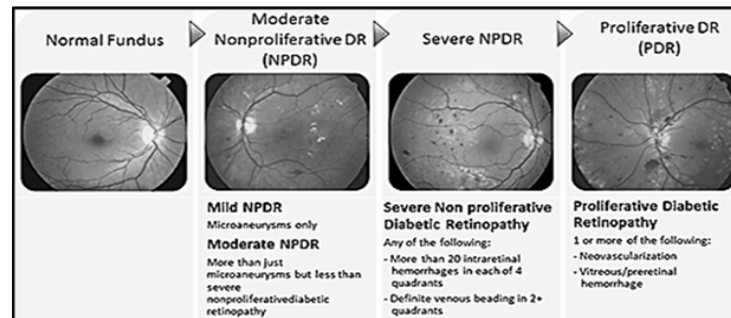 Normal Fundus
Moderate
Nonproliferative DR
(NPDR)
Severe NPDR
Proliferative DR
(PDR)
Mild NPDR
Microaneurysms only
Moderate NPDR
More than just
microaneurysms but less than
severe
nonproliferativediabetic
retinopathy
Severe Non proliferative
Diabetic Retinopathy
Any of the following:
- More than 20 intraretinal
hemorrhages in each of 4
quadrants
- Definite venous beading in 2+
quadrants
Proliferative Diabetic
Retinopathy
1 or more of the following:
- Neovascularization
- Vitreous/preretinal
hemorrhage